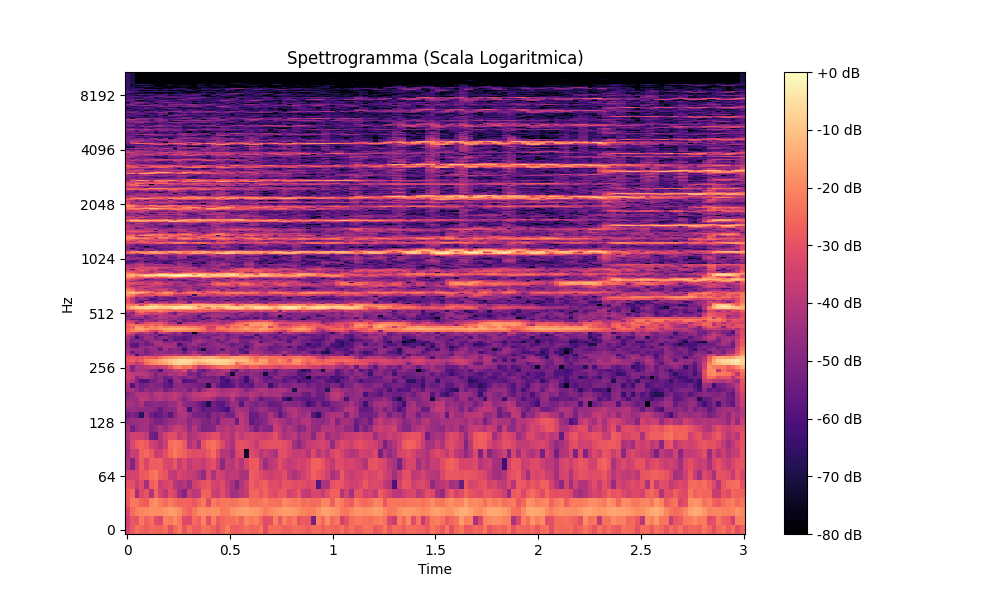 Spettrogramma (Scala Logaritmica)
Hz
8192
4096
2048
1024
512
256
128
64
0
0
0.5
1
1.5
2
2.5
3
Time
+0 dB
-10 dB
-20 dB
-30 dB
-40 dB
-50 dB
-60 dB
-70 dB
-80 dB